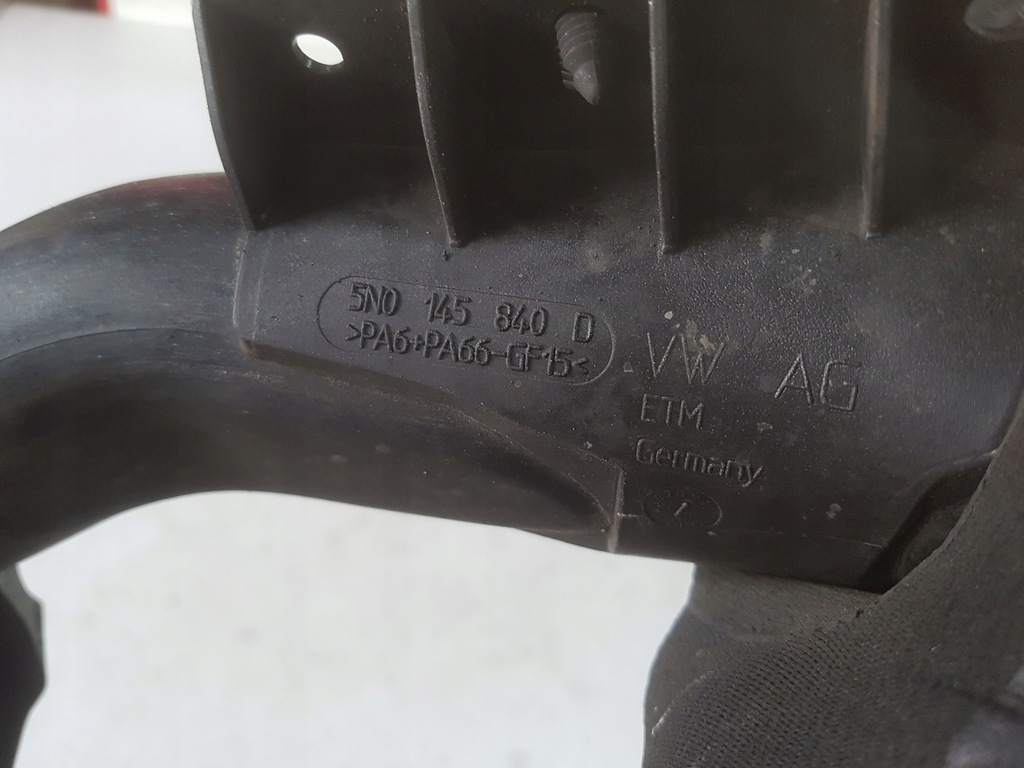 5N0 145 840 D
>PA6+PA66-GF15<
VW AG
ETM
Germany